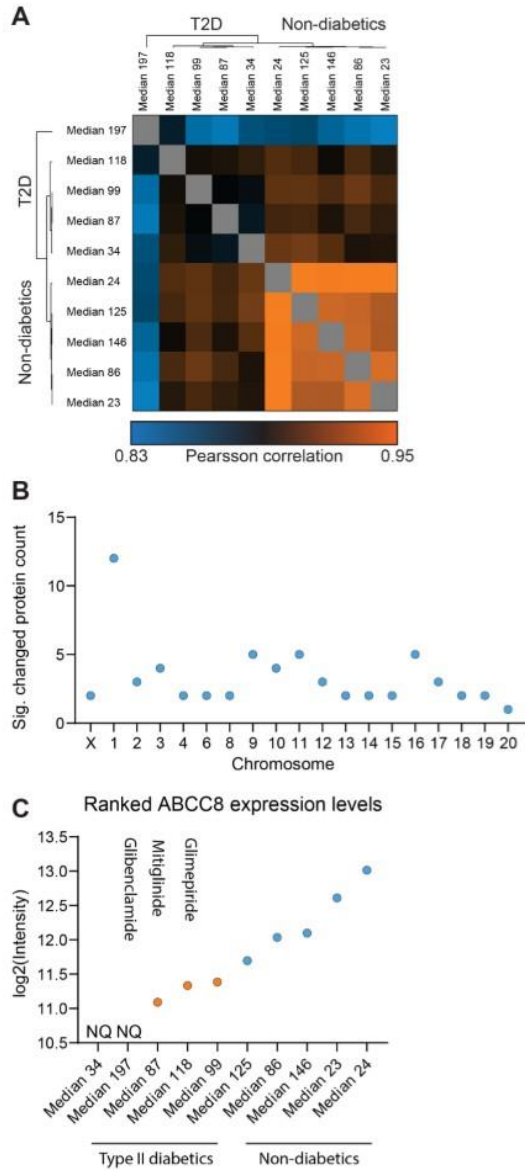 A
T2D Non-diabetics
Median 197
Median 118
Median 99
Median 87
Median 34
Median 24
Median 125
Median 146
Median 86
Median 23
T2D
Non-diabetics
Median 197
Median 118
Median 99
Median 87
Median 34
Median 24
Median 125
Median 146
Median 86
Median 23
0.83 Pearsson correlation 0.95
B
Sig. changed protein count
15
10
5
0
X 1 2 3 4 6 8 9 10 11 12 13 14 15 16 17 18 19 20
Chromosome
C
Ranked ABCC8 expression levels
log2(Intensity)
13.5
13.0
12.5
12.0
11.5
11.0
10.5
Glibenclamide
Mitiglinide
Glimepiride
NQ NQ
Median 34
Median 197
Median 87
Median 118
Median 99
Median 125
Median 86
Median 146
Median 23
Median 24
Type II diabetics Non-diabetics